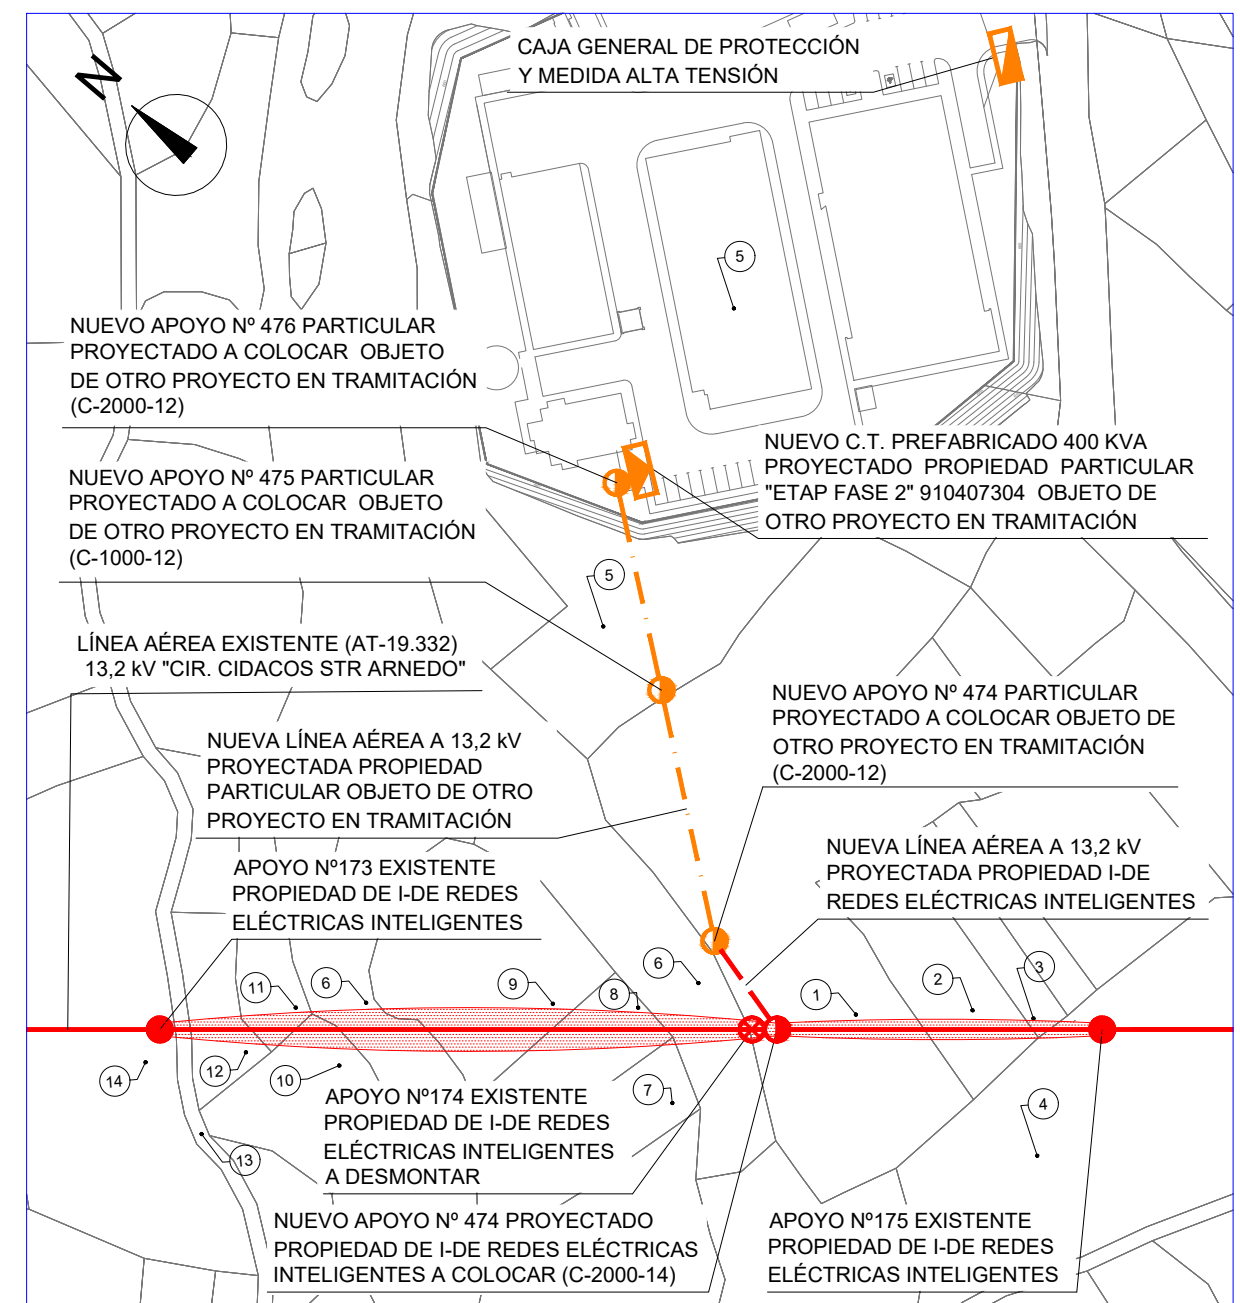 CAJA GENERAL DE PROTECCIÓN
Y MEDIDA ALTA TENSIÓN
N
5
NUEVO APOYO Nº 476 PARTICULAR
PROYECTADO A COLOCAR OBJETO
DE OTRO PROYECTO EN TRAMITACIÓN
(C-2000-12)
NUEVO C.T. PREFABRICADO 400 KVA
PROYECTADO PROPIEDAD PARTICULAR
"ETAP FASE 2" 910407304 OBJETO DE
OTRO PROYECTO EN TRAMITACIÓN
NUEVO APOYO Nº 475 PARTICULAR
PROYECTADO A COLOCAR OBJETO
DE OTRO PROYECTO EN TRAMITACIÓN
(C-1000-12)
5
LÍNEA AÉREA EXISTENTE (AT-19.332)
13,2 kV "CIR. CIDACOS STR ARNEDO"
NUEVO APOYO Nº 474 PARTICULAR
PROYECTADO A COLOCAR OBJETO DE
OTRO PROYECTO EN TRAMITACIÓN
(C-2000-12)
NUEVA LÍNEA AÉREA A 13,2 kV
PROYECTADA PROPIEDAD
PARTICULAR OBJETO DE OTRO
PROYECTO EN TRAMITACIÓN
NUEVA LÍNEA AÉREA A 13,2 kV
PROYECTADA PROPIEDAD I-DE
REDES ELÉCTRICAS INTELIGENTES
APOYO Nº173 EXISTENTE
PROPIEDAD DE I-DE REDES
ELÉCTRICAS INTELIGENTES
11
6
9
8
6
1
2
3
14
12
10
7
4
13
APOYO Nº174 EXISTENTE
PROPIEDAD DE I-DE REDES
ELÉCTRICAS INTELIGENTES
A DESMONTAR
NUEVO APOYO Nº 474 PROYECTADO
PROPIEDAD DE I-DE REDES ELÉCTRICAS
INTELIGENTES A COLOCAR (C-2000-14)
APOYO Nº175 EXISTENTE
PROPIEDAD DE I-DE REDES
ELÉCTRICAS INTELIGENTES